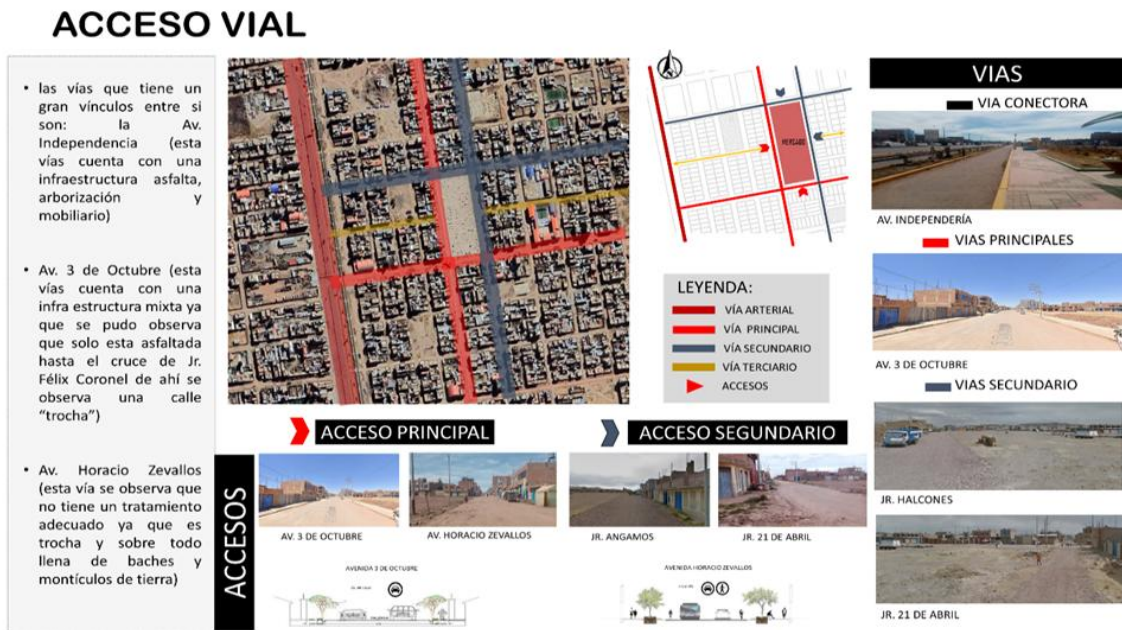 ACCESO VIAL
• las vías que tiene un
gran vínculos entre si
son: la Av.
Independencia (esta
vías cuenta con una
infraestructura asfalta,
arborización y
mobiliario)
• Av. 3 de Octubre (esta
vías cuenta con una
infra estructura mixta ya
que se pudo observa
que solo esta asfaltada
hasta el cruce de Jr.
Félix Coronel de ahí se
observa una calle
“trocha”)
• Av. Horacio Zevallos
(esta vía se observa que
no tiene un tratamiento
adecuado ya que es
trocha y sobre todo
llena de baches y
montículos de tierra)
MERCADO
LEYENDA:
VÍA ARTERIAL
VÍA PRINCIPAL
VÍA SECUNDARIO
VÍA TERCIARIO
ACCESOS
VIAS
VIA CONECTORA
AV. INDEPENDERÍA
VIAS PRINCIPALES
AV. 3 DE OCTUBRE
VIAS SECUNDARIO
JR. HALCONES
JR. 21 DE ABRIL
ACCESOS
ACCESO PRINCIPAL
ACCESO SEGUNDARIO
AV. 3 DE OCTUBRE
AV. HORACIO ZEVALLOS
JR. ANGAMOS
JR. 21 DE ABRIL
AVENIDA 3 DE OCTUBRE
AVENIDA HORACIO ZEVALLOS